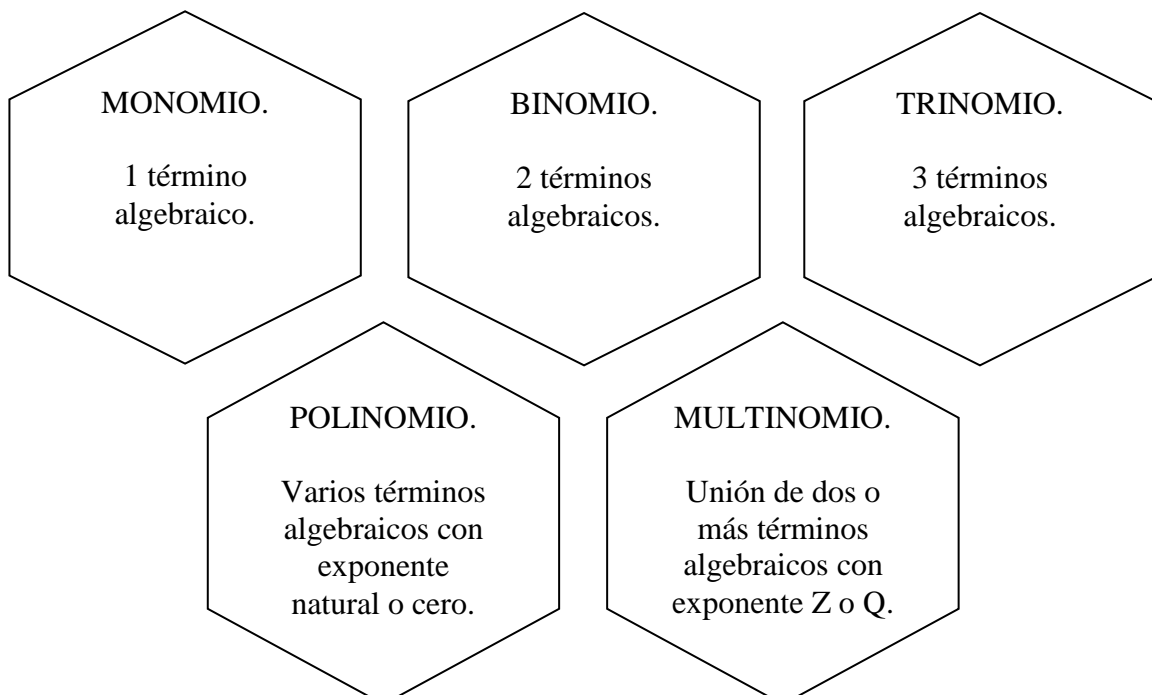 MONOMIO.
1 término
algebraico.
BINOMIO.
2 términos
algebraicos.
TRINOMIO.
3 términos
algebraicos.
POLINOMIO.
Varios términos
algebraicos con
exponente
natural o cero.
MULTINOMIO.
Unión de dos o
más términos
algebraicos con
exponente Z o Q.